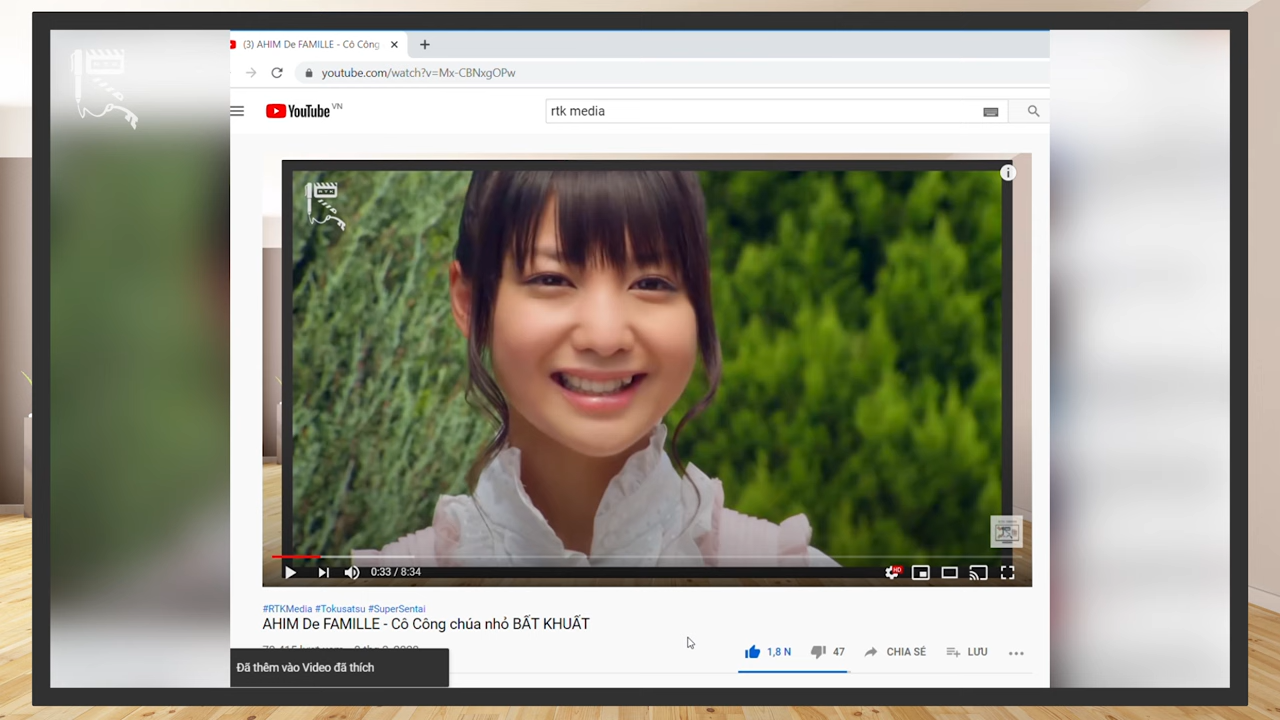 (3) AHIM De FAMILLE - Cô Công
youtube.com/watch?v=Mx-CBNxgOPw
YouTube VN
rtk media
i
HD
0:33 / 8:34
#RTKMedia #Tokusatsu #SuperSentai
AHIM De FAMILLE - Cô Công chúa nhỏ BẤT KHUẤT
1,8 N 47 CHIA SẺ LƯU
Đã thêm vào Video đã thích